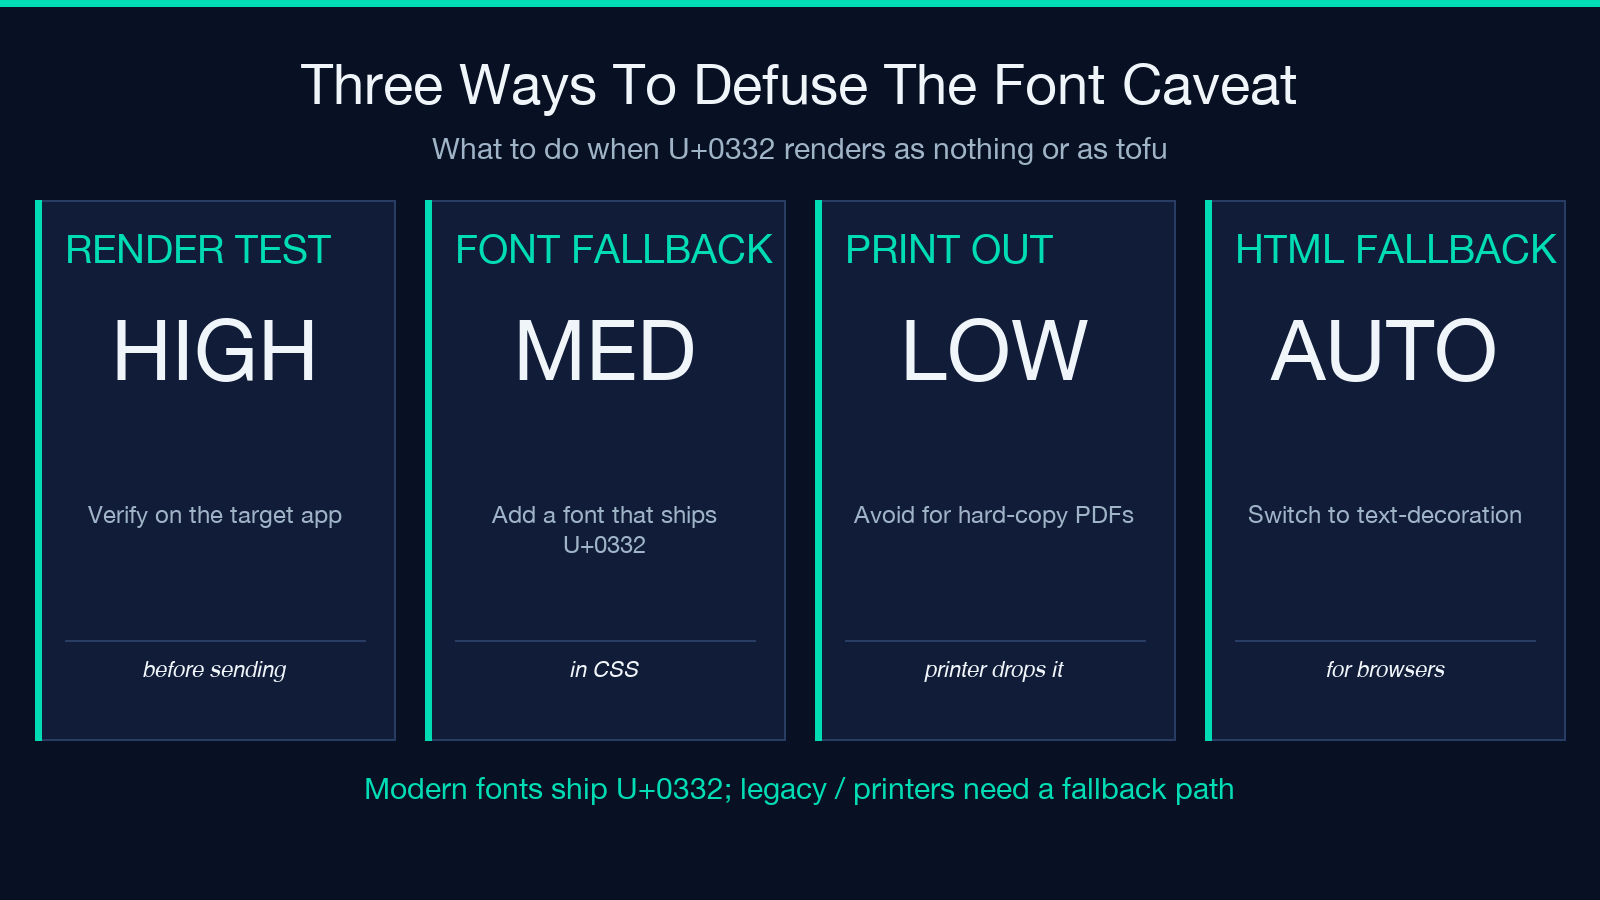 Three Ways To Defuse The Font Caveat
What to do when U+0332 renders as nothing or as tofu
RENDER TEST
HIGH
Verify on the target app
before sending
FONT FALLBACK
MED
Add a font that ships
U+0332
in CSS
PRINT OUT
LOW
Avoid for hard-copy PDFs
printer drops it
HTML FALLBACK
AUTO
Switch to text-decoration
for browsers
Modern fonts ship U+0332; legacy / printers need a fallback path